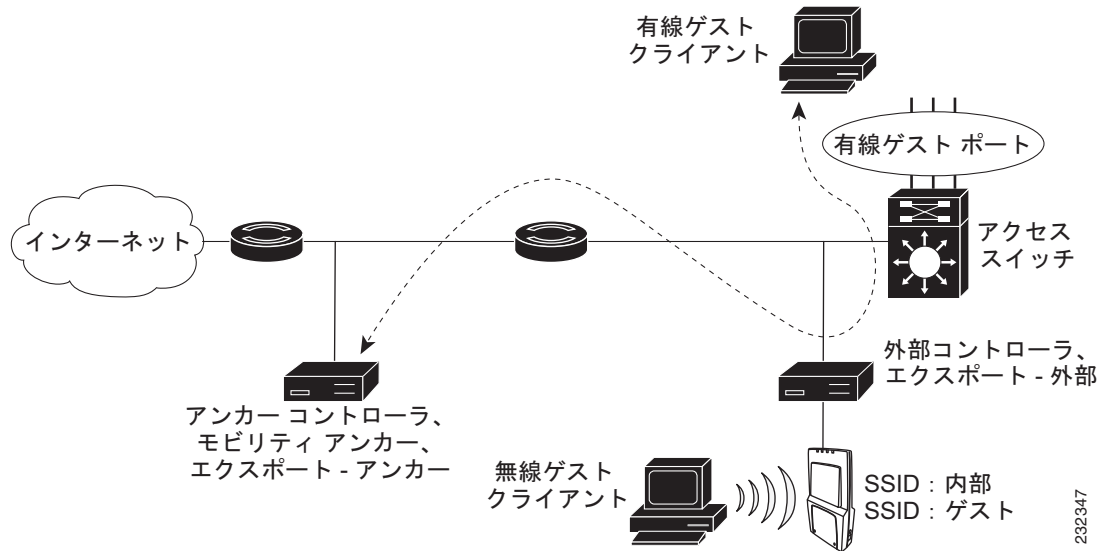 有線ゲスト
クライアント
有線ゲスト ポート
インターネット
アクセス
スイッチ
外部コントローラ、
エクスポート - 外部
アンカー コントローラ、
モビリティ アンカー、
エクスポート - アンカー
無線ゲスト
クライアント
SSID：内部
SSID：ゲスト
232347